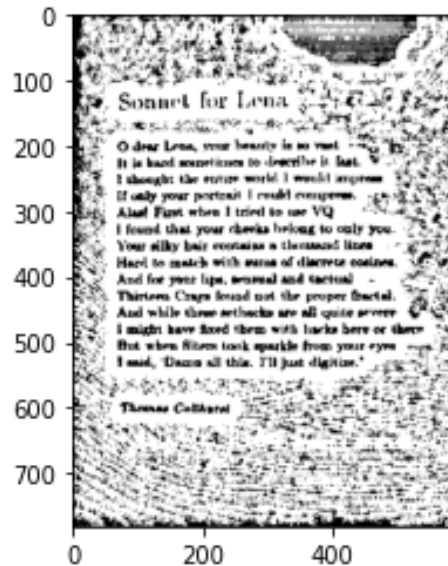 0
100
200
300
400
500
600
700
0
200
400
Sonnet for Lena
O dear Lena, your beauty is so vast
It is hard sometimes to describe it fast.
I thought the entire world I would impress
If only your portrait I could compress.
Alas! First when I tried to use VQ
I found that your cheeks belong to only you.
Your silky hair contains a thousand lines
Hard to match with sums of discrete cosines.
And for your lips, sensual and tactual
Thirteen Crays found not the proper fractal.
And while these setbacks are all quite severe
I might have fixed them with hacks here or there
But when filters took sparkle from your eyes
I said, 'Damn all this. I'll just digitize.'
Thomas Colthurst